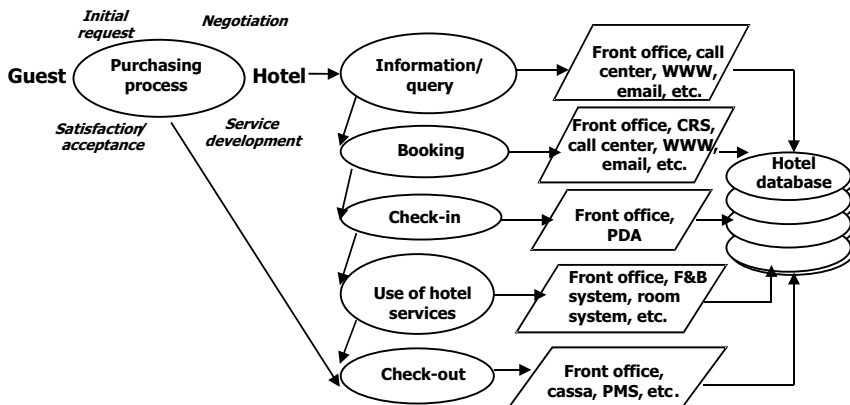 Initial
request
Negotiation
Guest
Purchasing
process
Hotel
Satisfaction/
acceptance
Service
development
Information/
query
Front office, call
center, WWW,
email, etc.
Booking
Front office, CRS,
call center, WWW,
email, etc.
Hotel
database
Check-in
Front office,
PDA
Use of hotel
services
Front office, F&B
system, room
system, etc.
Check-out
Front office,
cassa, PMS, etc.